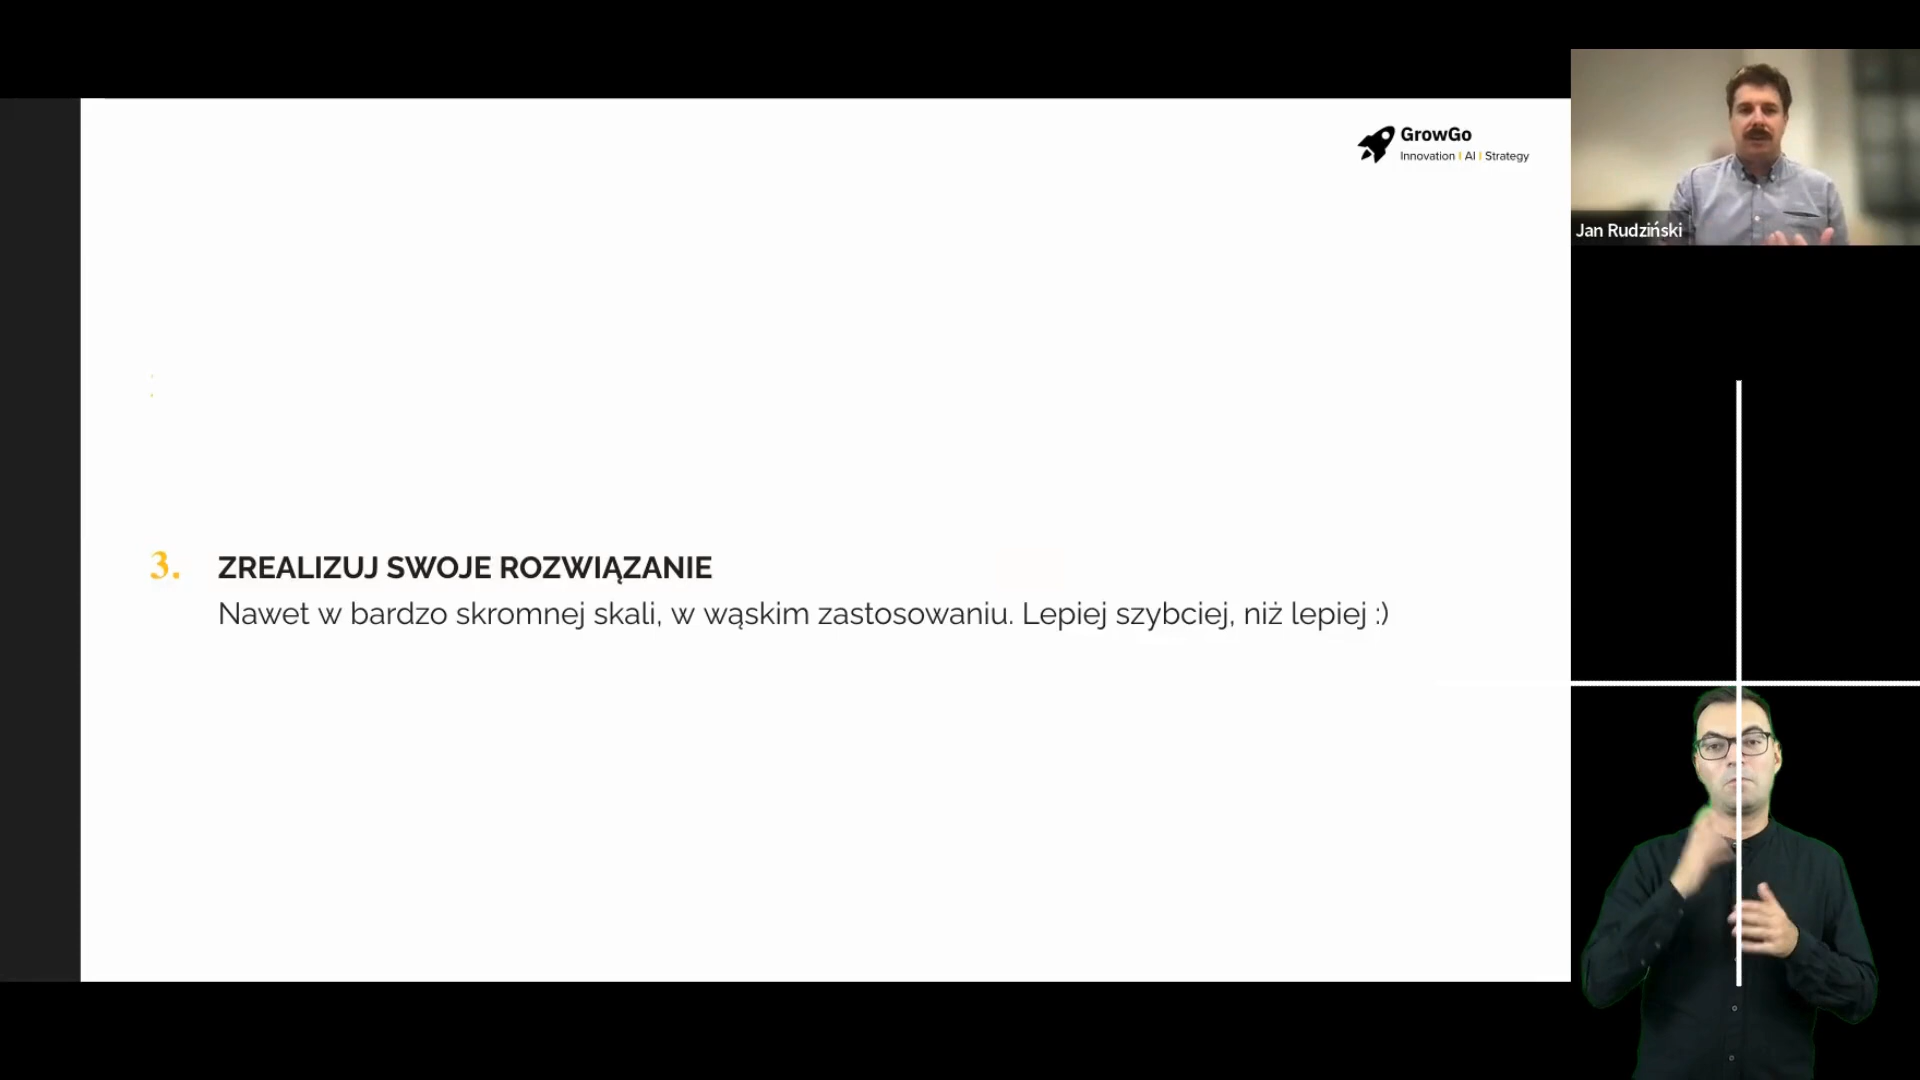 GrowGo
Innovation | AI | Strategy
Jan Rudziński
3. ZREALIZUJ SWOJE ROZWIĄZANIE
Nawet w bardzo skromnej skali, w wąskim zastosowaniu. Lepiej szybciej, niż lepiej :)